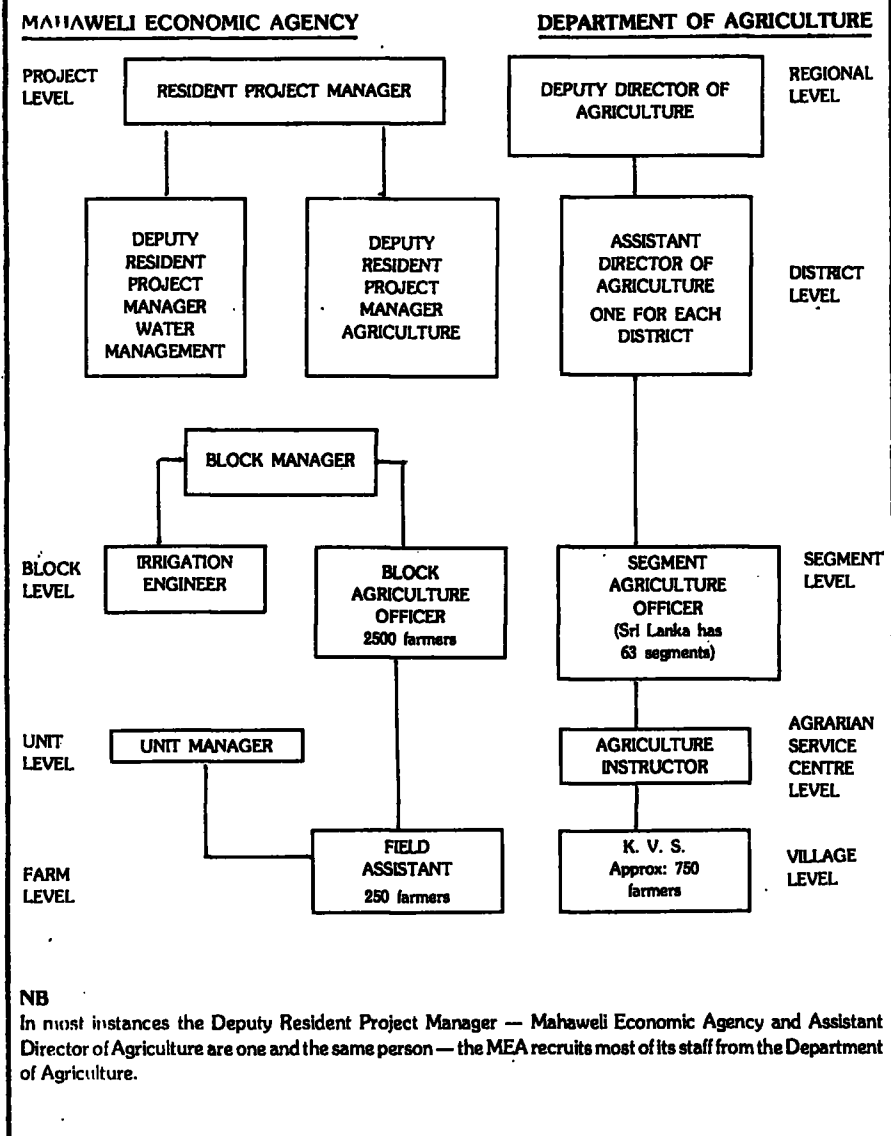 MAHAWELI ECONOMIC AGENCY
DEPARTMENT OF AGRICULTURE
PROJECT
LEVEL
RESIDENT PROJECT MANAGER
DEPUTY DIRECTOR OF
AGRICULTURE
REGIONAL
LEVEL
DEPUTY
RESIDENT
PROJECT
MANAGER
WATER
MANAGEMENT
DEPUTY
RESIDENT
PROJECT
MANAGER
AGRICULTURE
ASSISTANT
DIRECTOR OF
AGRICULTURE
ONE FOR EACH
DISTRICT
DISTRICT
LEVEL
BLOCK MANAGER
BLOCK
LEVEL
IRRIGATION
ENGINEER
BLOCK
AGRICULTURE
OFFICER
2500 farmers
SEGMENT
AGRICULTURE
OFFICER
(Sri Lanka has
63 segments)
SEGMENT
LEVEL
UNIT
LEVEL
UNIT MANAGER
AGRICULTURE
INSTRUCTOR
AGRARIAN
SERVICE
CENTRE
LEVEL
FARM
LEVEL
FIELD
ASSISTANT
250 farmers
K. V. S.
Approx: 750
farmers
VILLAGE
LEVEL
NB
In most instances the Deputy Resident Project Manager — Mahaweli Economic Agency and Assistant
Director of Agriculture are one and the same person — the MEA recruits most of its staff from the Department
of Agriculture.